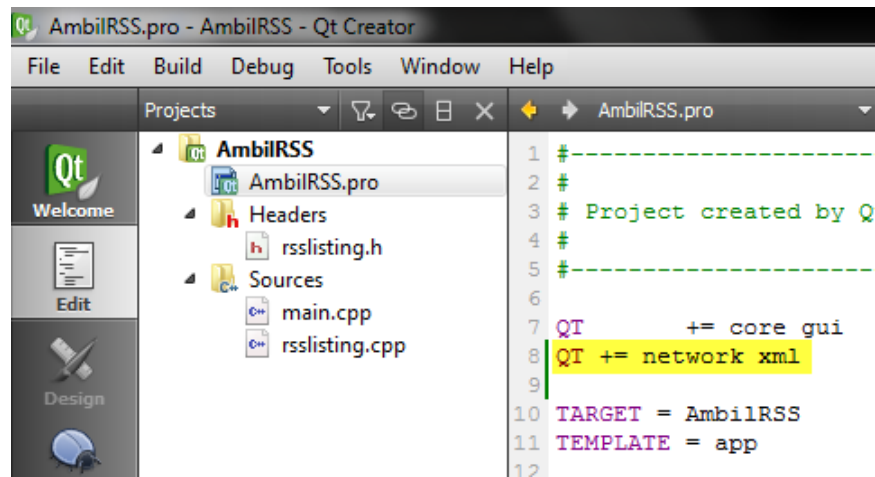 AmbilRSS.pro - AmbilRSS - Qt Creator
File Edit Build Debug Tools Window Help
Projects
AmbilRSS.pro
Qt
Welcome
Edit
Design
AmbilRSS
AmbilRSS.pro
Headers
h rsslisting.h
Sources
C++ main.cpp
C++ rsslisting.cpp
1 #----------------------
2 #
3 # Project created by Q
4 #
5 #----------------------
6
7 QT += core gui
8 QT += network xml
9
10 TARGET = AmbilRSS
11 TEMPLATE = app
12